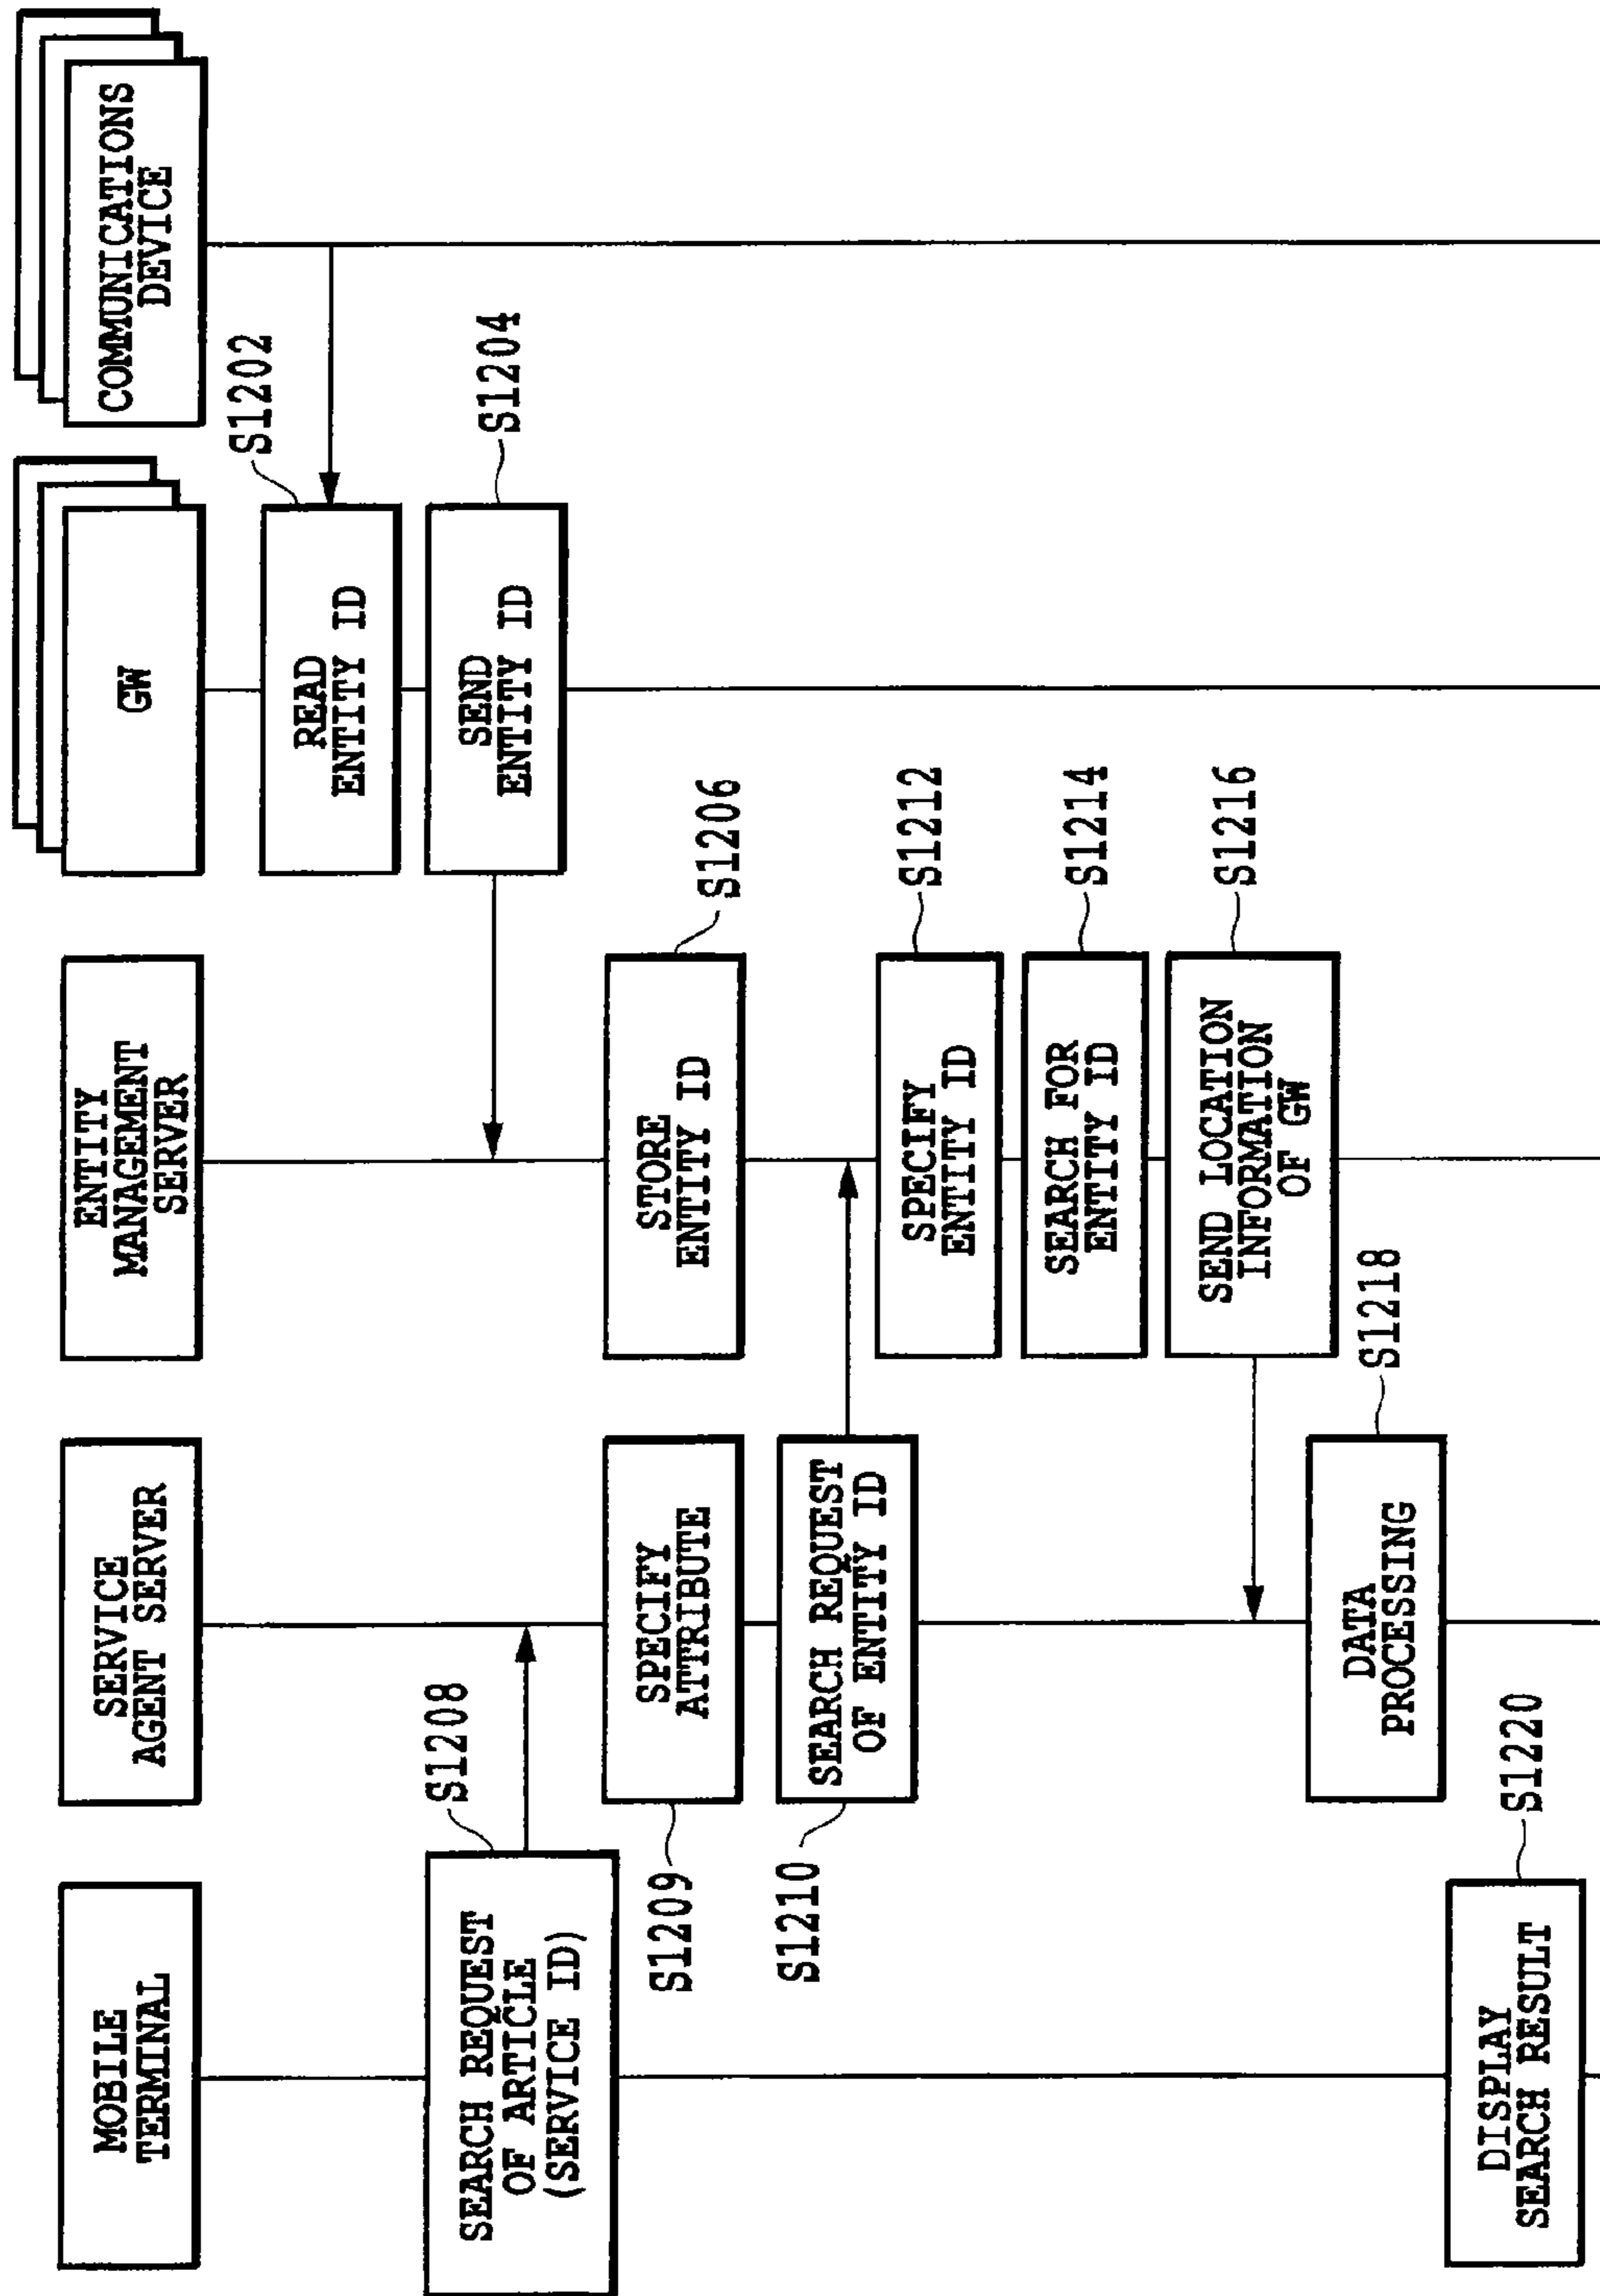 MOBILE
TERMINAL
SERVICE
AGENT SERVER
ENTITY
MANAGEMENT
SERVER
GW
COMMUNICATIONS
DEVICE
READ
ENTITY ID
S1202
SEND
ENTITY ID
S1204
STORE
ENTITY ID
S1206
SEARCH REQUEST
OF ARTICLE
(SERVICE ID)
S1208
SPECIFY
ATTRIBUTE
S1209
SEARCH REQUEST
OF ENTITY ID
S1210
SPECIFY
ENTITY ID
S1212
SEARCH FOR
ENTITY ID
S1214
SEND LOCATION
INFORMATION
OF GW
S1216
DATA
PROCESSING
S1218
DISPLAY
SEARCH RESULT
S1220